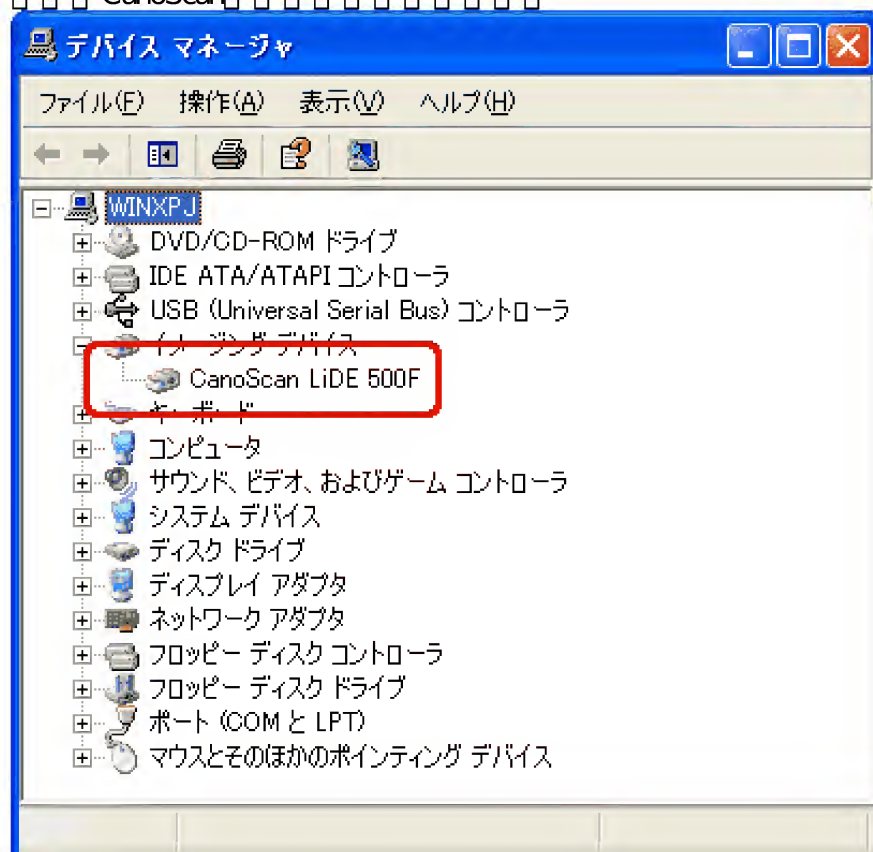 CanoScan
デバイス マネージャ
ファイル(F) 操作(A) 表示(V) ヘルプ(H)
WINXPJ
DVD/CD-ROM ドライブ
IDE ATA/ATAPI コントローラ
USB (Universal Serial Bus) コントローラ
イメージング デバイス
CanoScan LiDE 500F
キーボード
コンピュータ
サウンド、ビデオ、およびゲーム コントローラ
システム デバイス
ディスク ドライブ
ディスプレイ アダプタ
ネットワーク アダプタ
フロッピー ディスク コントローラ
フロッピー ディスク ドライブ
ポート (COM と LPT)
マウスとそのほかのポインティング デバイス